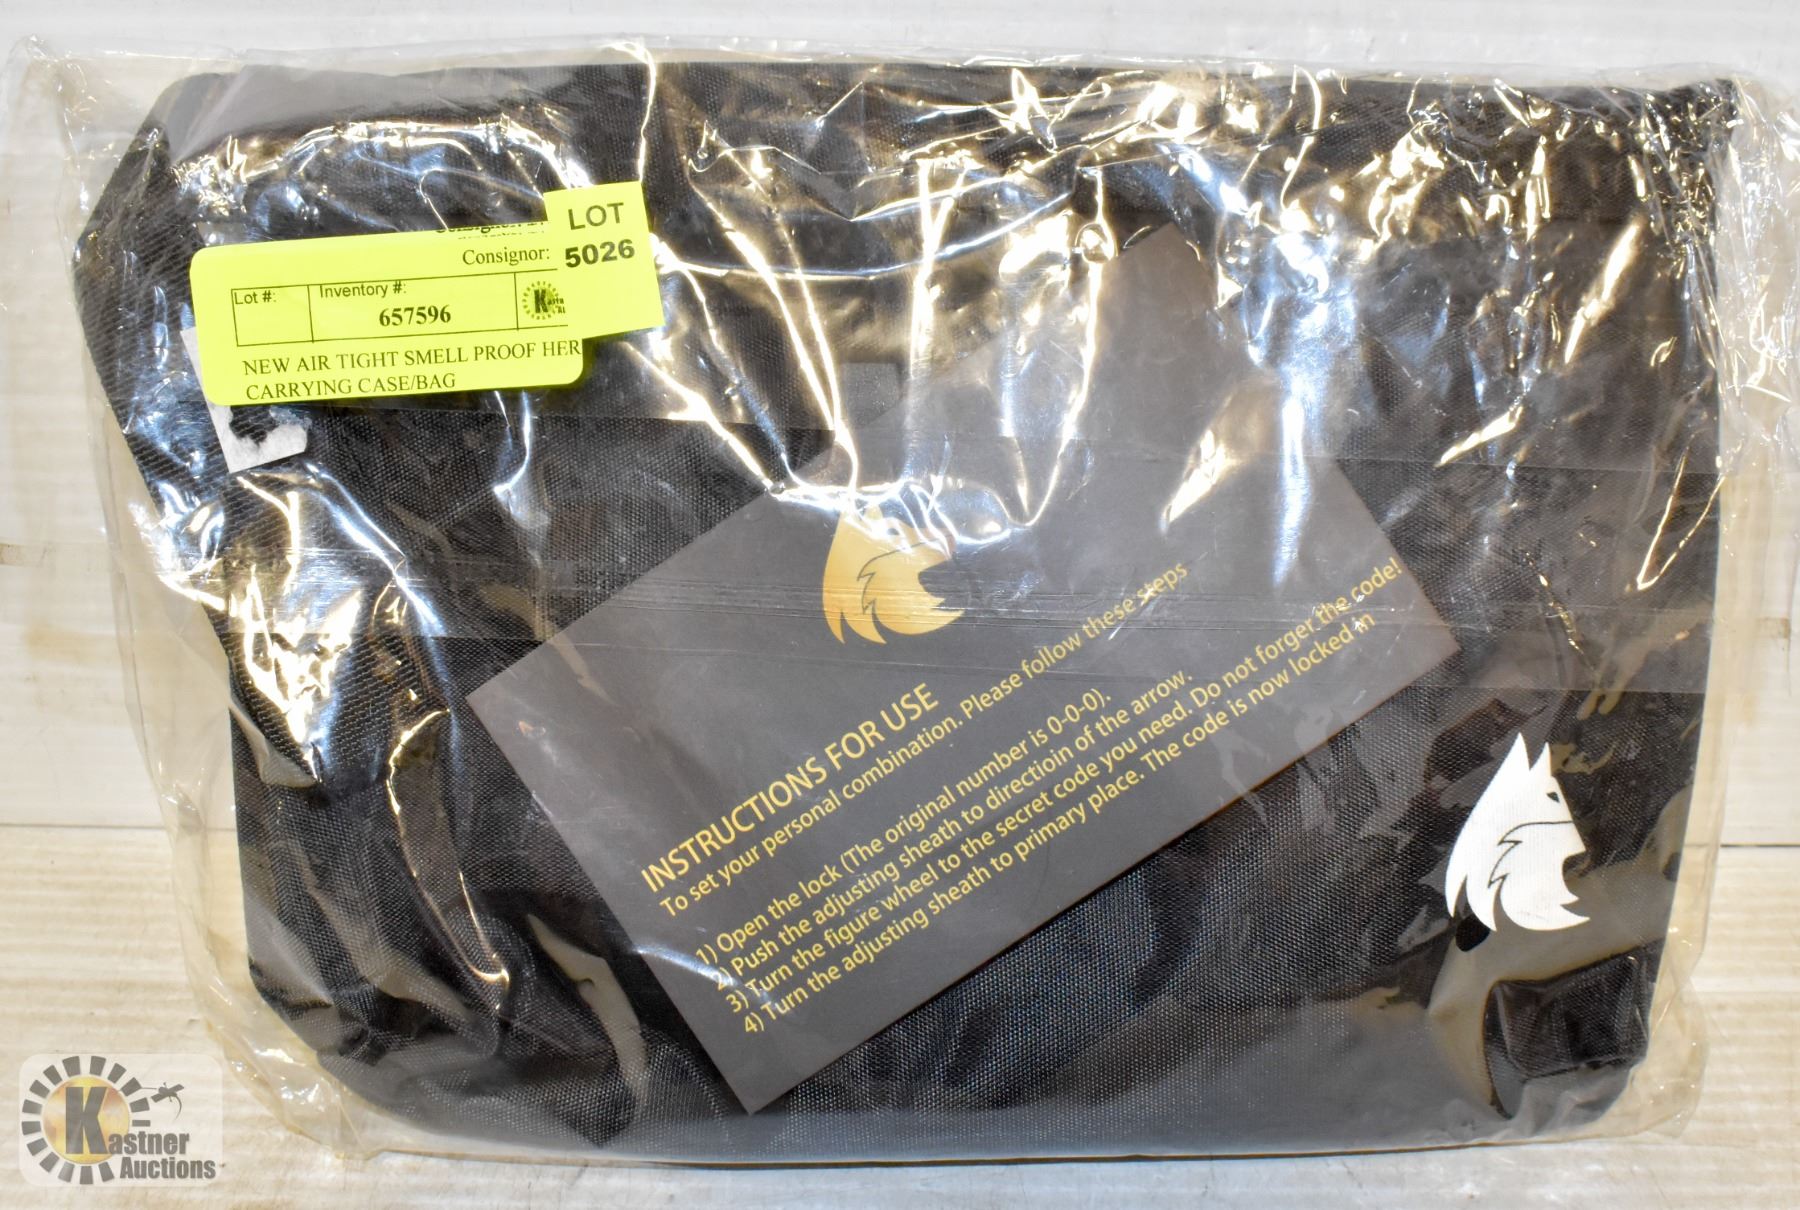 LOT
5026
Consignor:
Lot #:
Inventory #:
657596
NEW AIR TIGHT SMELL PROOF HER
CARRYING CASE/BAG
INSTRUCTIONS FOR USE
To set your personal combination. Please follow these steps
1) Open the lock (The original number is 0-0-0).
2) Push the adjusting sheath to directioin of the arrow.
3) Turn the figure wheel to the secret code you need. Do not forger the code!
4) Turn the adjusting sheath to primary place. The code is now locked in
Kastner
Auctions